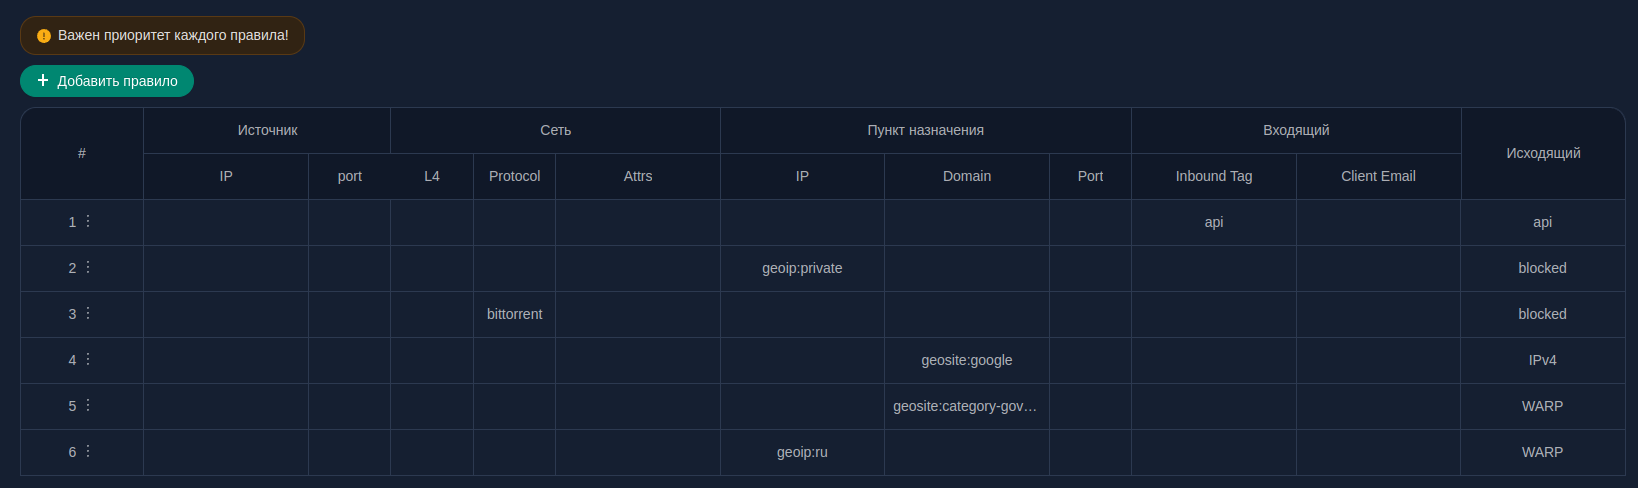 Важен приоритет каждого правила!
Добавить правило
# Источник Сеть Пункт назначения Входящий Исходящий
IP port L4 Protocol Attrs IP Domain Port Inbound Tag Client Email
1 api api
2 geoip:private blocked
3 bittorrent blocked
4 geosite:google IPv4
5 geosite:category-gov… WARP
6 geoip:ru WARP